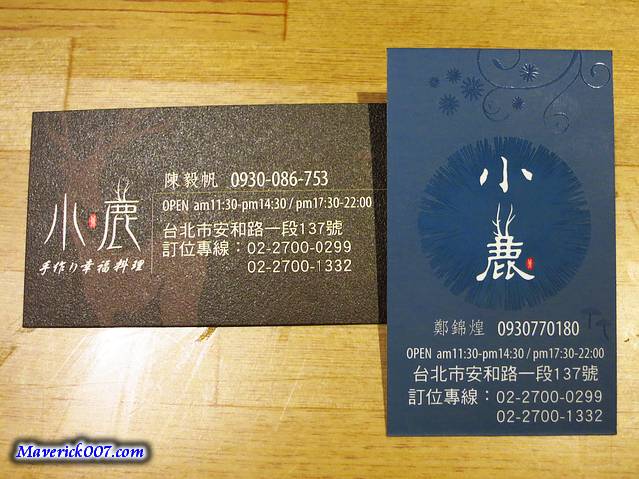 小鹿
手作り幸福料理
陳毅帆 0930-086-753
OPEN am11:30-pm14:30 / pm17:30-22:00
台北市安和路一段137號
訂位專線：02-2700-0299
02-2700-1332
小
鹿
鄭錦煌 0930770180
OPEN am11:30-pm14:30 / pm17:30-22:00
台北市安和路一段137號
訂位專線：02-2700-0299
02-2700-1332
Maverick007.com